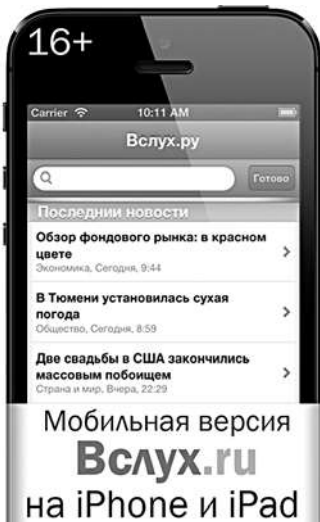 16+
Carrier 10:11 AM
Вслух.ру
Готово
Последнии новости
Обзор фондового рынка: в красном
цвете
Экономика, Сегодня, 9:44
В Тюмени установилась сухая
погода
Общество, Сегодня, 8:59
Две свадьбы в США закончились
массовым побоищем
Страна и мир, Вчера, 22:29
Мобильная версия
Вслух.ru
на iPhone и iPad